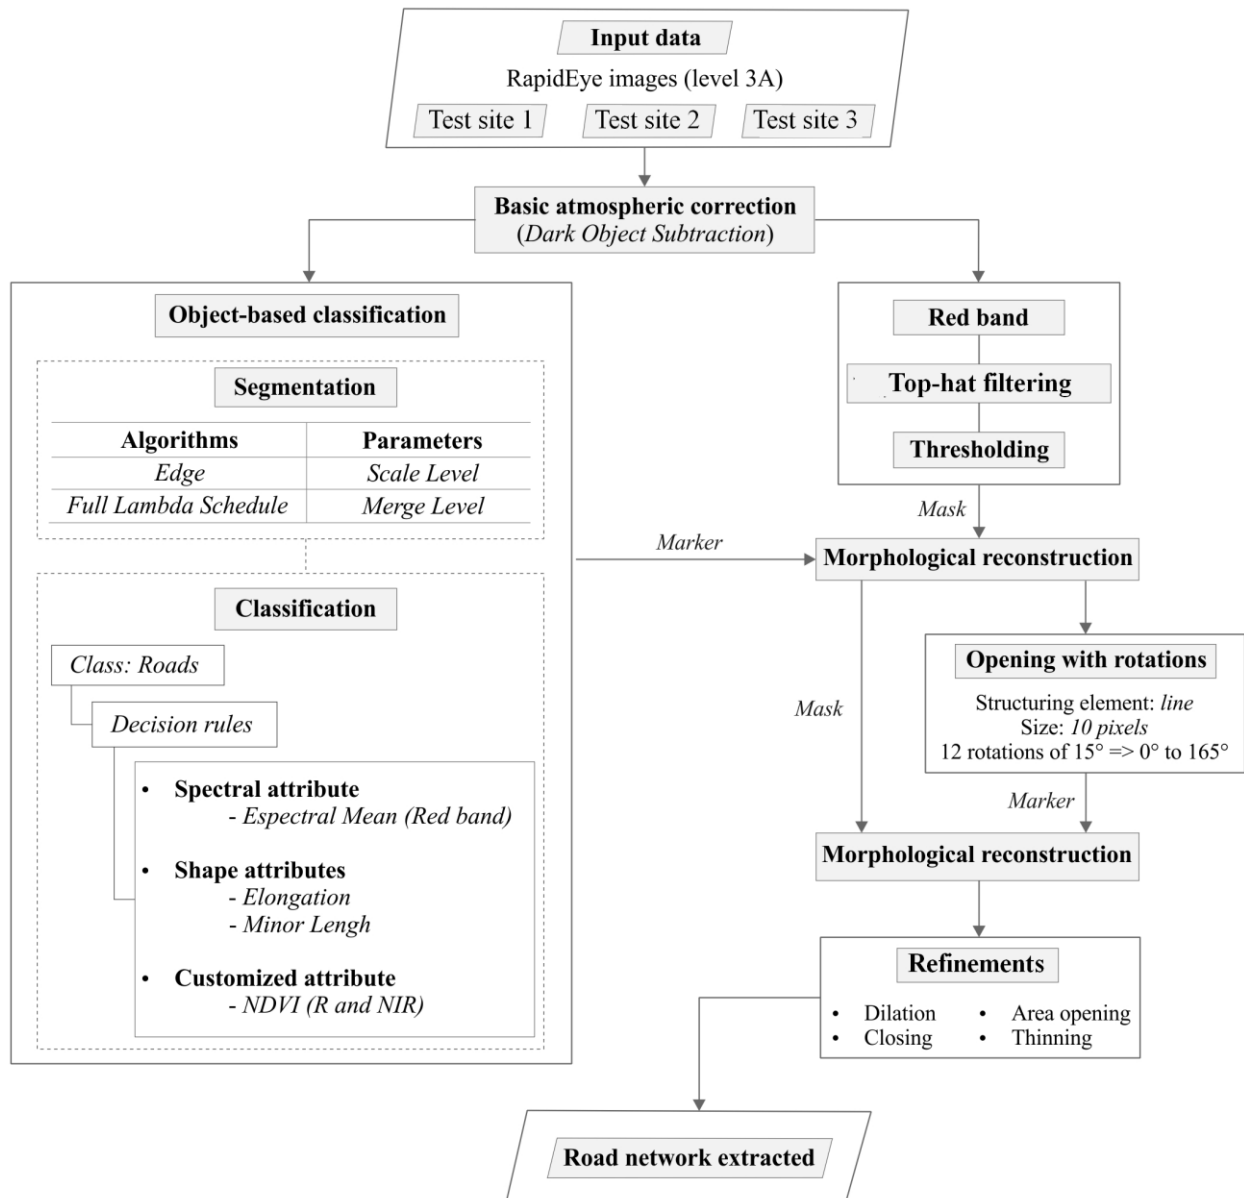 Input data
RapidEye images (level 3A)
Test site 1 Test site 2 Test site 3
Basic atmospheric correction
(Dark Object Subtraction)
Object-based classification
Segmentation
Algorithms Parameters
Edge Scale Level
Full Lambda Schedule Merge Level
Classification
Class: Roads
Decision rules
• Spectral attribute
- Espectral Mean (Red band)
• Shape attributes
- Elongation
- Minor Lengh
• Customized attribute
- NDVI (R and NIR)
Red band
Top-hat filtering
Thresholding
Mask
Marker
Morphological reconstruction
Opening with rotations
Structuring element: line
Size: 10 pixels
12 rotations of 15° => 0° to 165°
Mask
Marker
Morphological reconstruction
Refinements
• Dilation • Area opening
• Closing • Thinning
Road network extracted